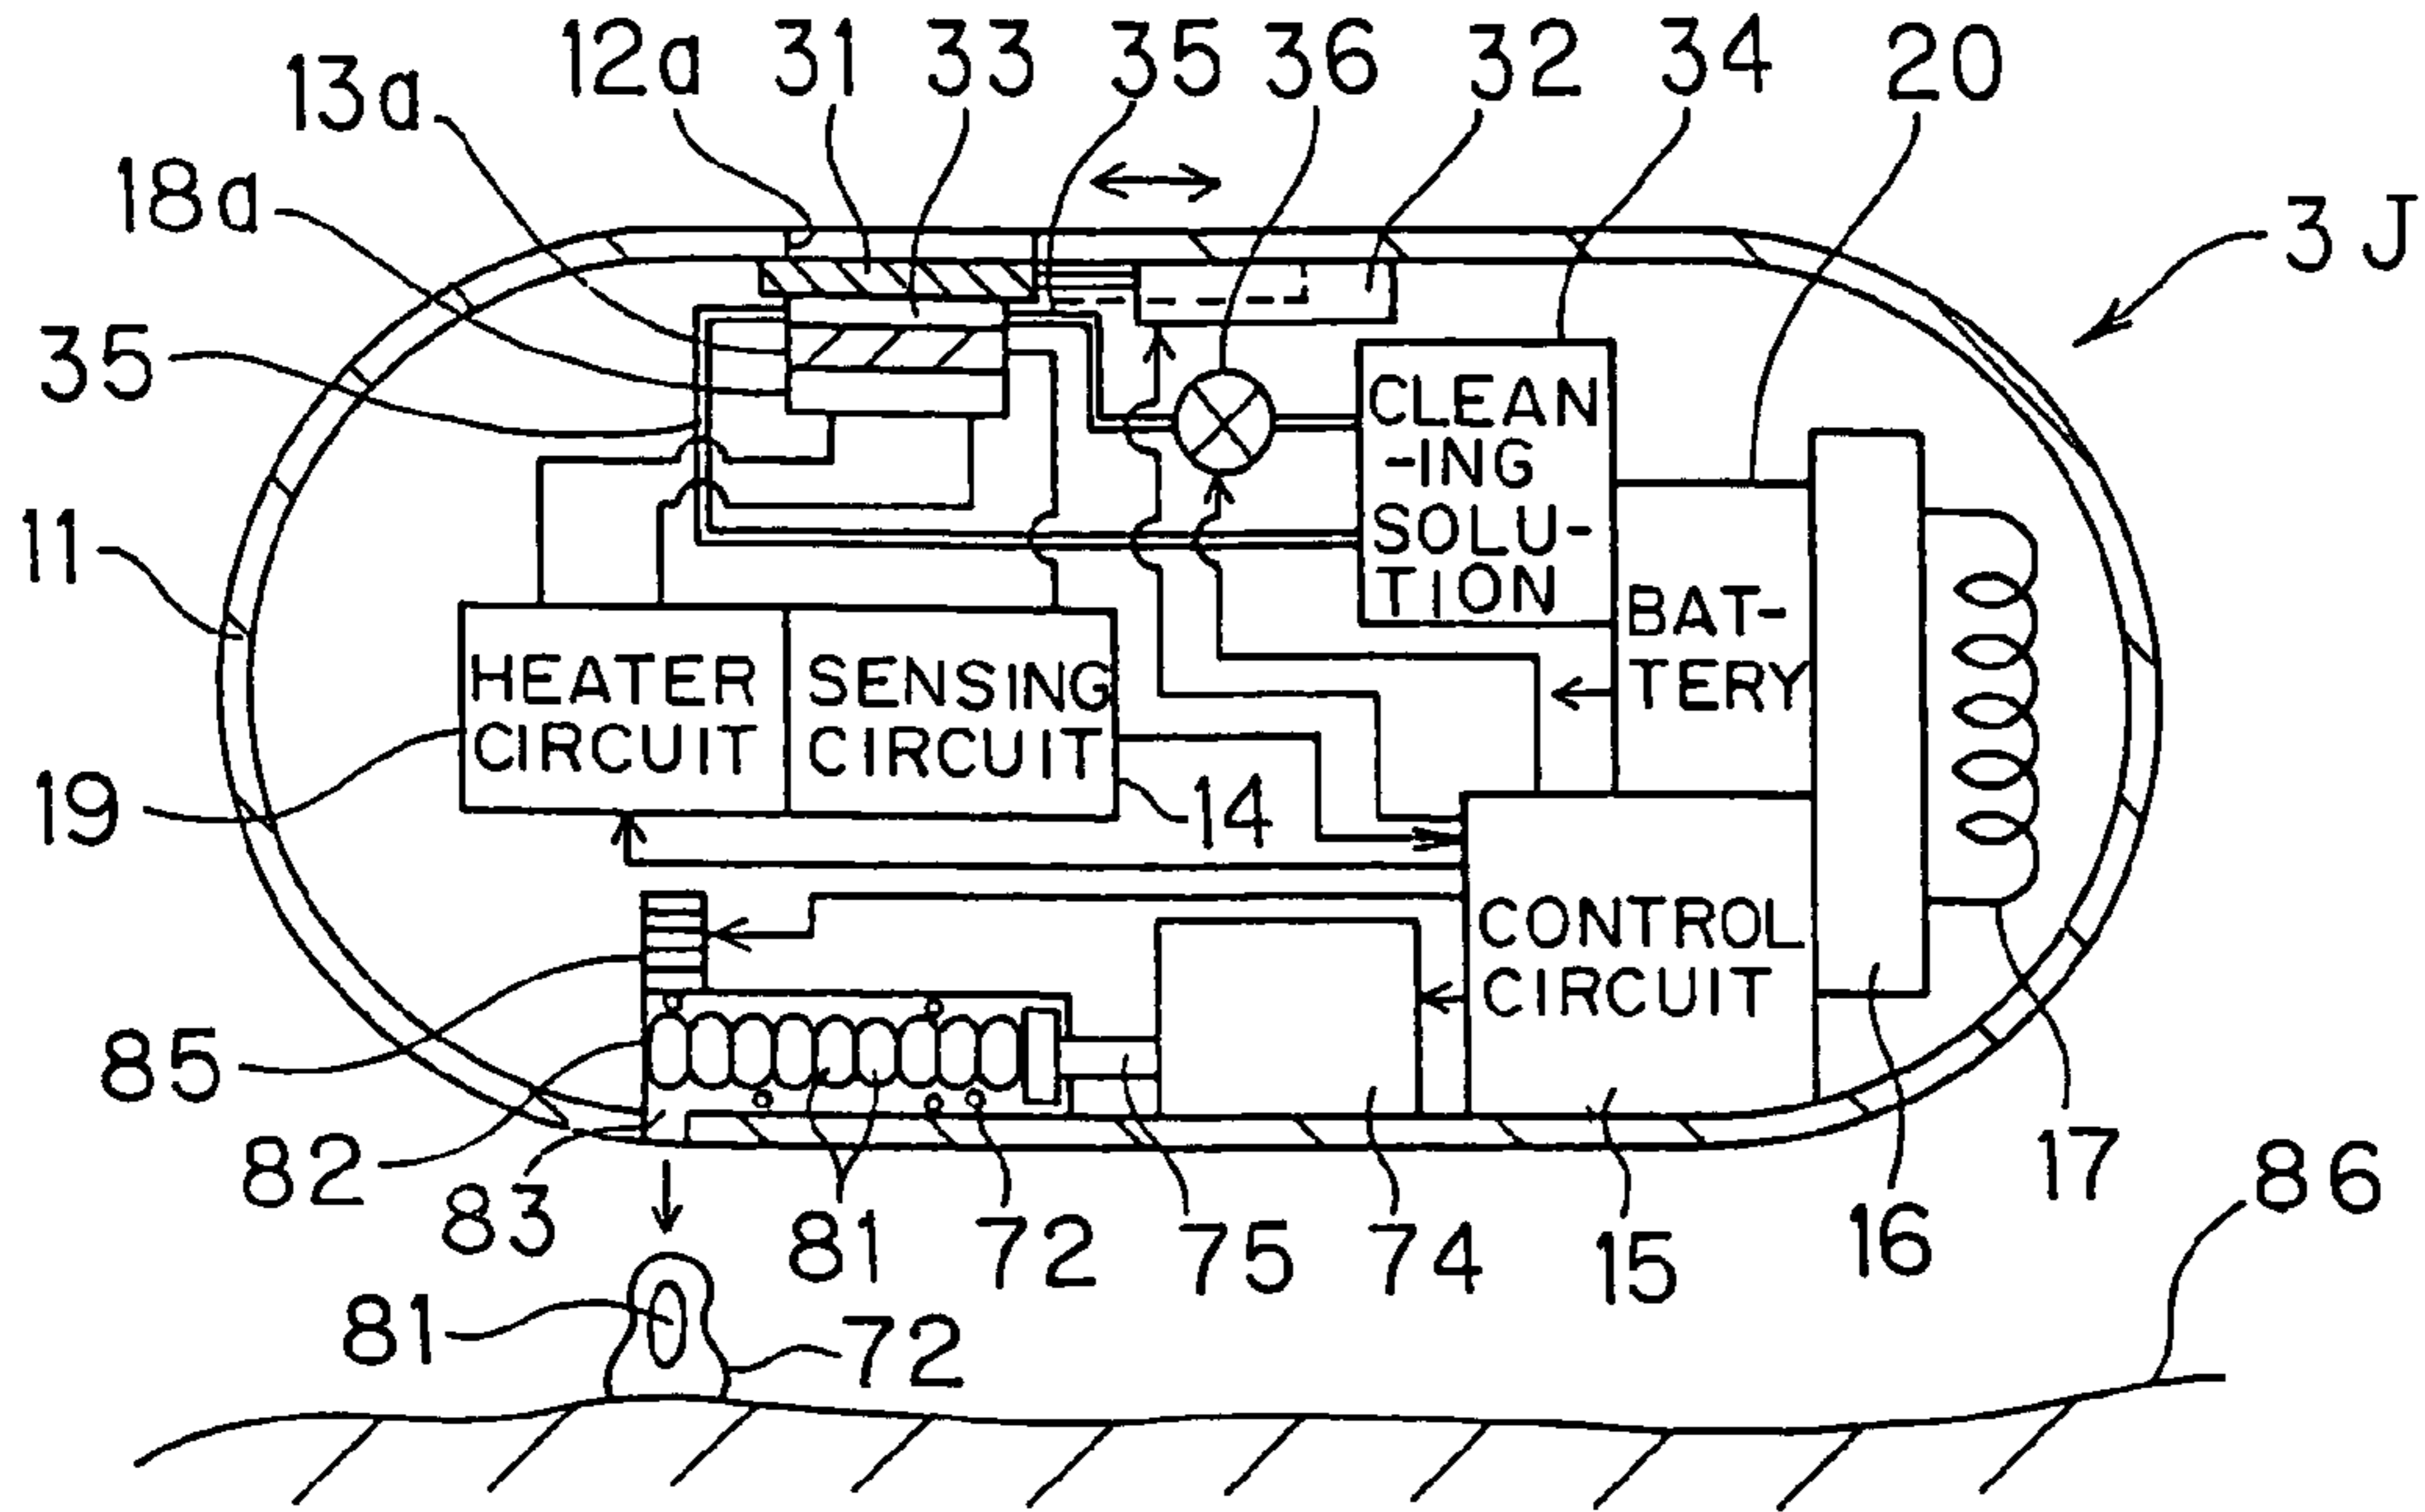 12a 31 33 35 36 32 34 20
13a
18a
3J
35
CLEAN
-ING
SOLU-
TION
11
BAT-
TERY
HEATER
CIRCUIT
SENSING
CIRCUIT
19
14
CONTROL
CIRCUIT
85
82
83
81 72 75 74 15 16 17 86
81
72